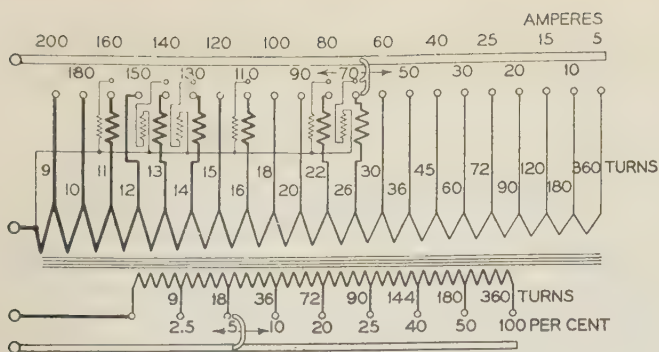 AMPERES
200 160 140 120 100 80 60 40 25 15 5
180 150 130 110 90 70 50 30 20 10
9 11 13 15 18 22 30 45 72 120 360 TURNS
10 12 14 16 20 26 36 60 90 180
9 18 36 72 90 144 180 360 TURNS
2.5 5 10 20 25 40 50 100 PER CENT